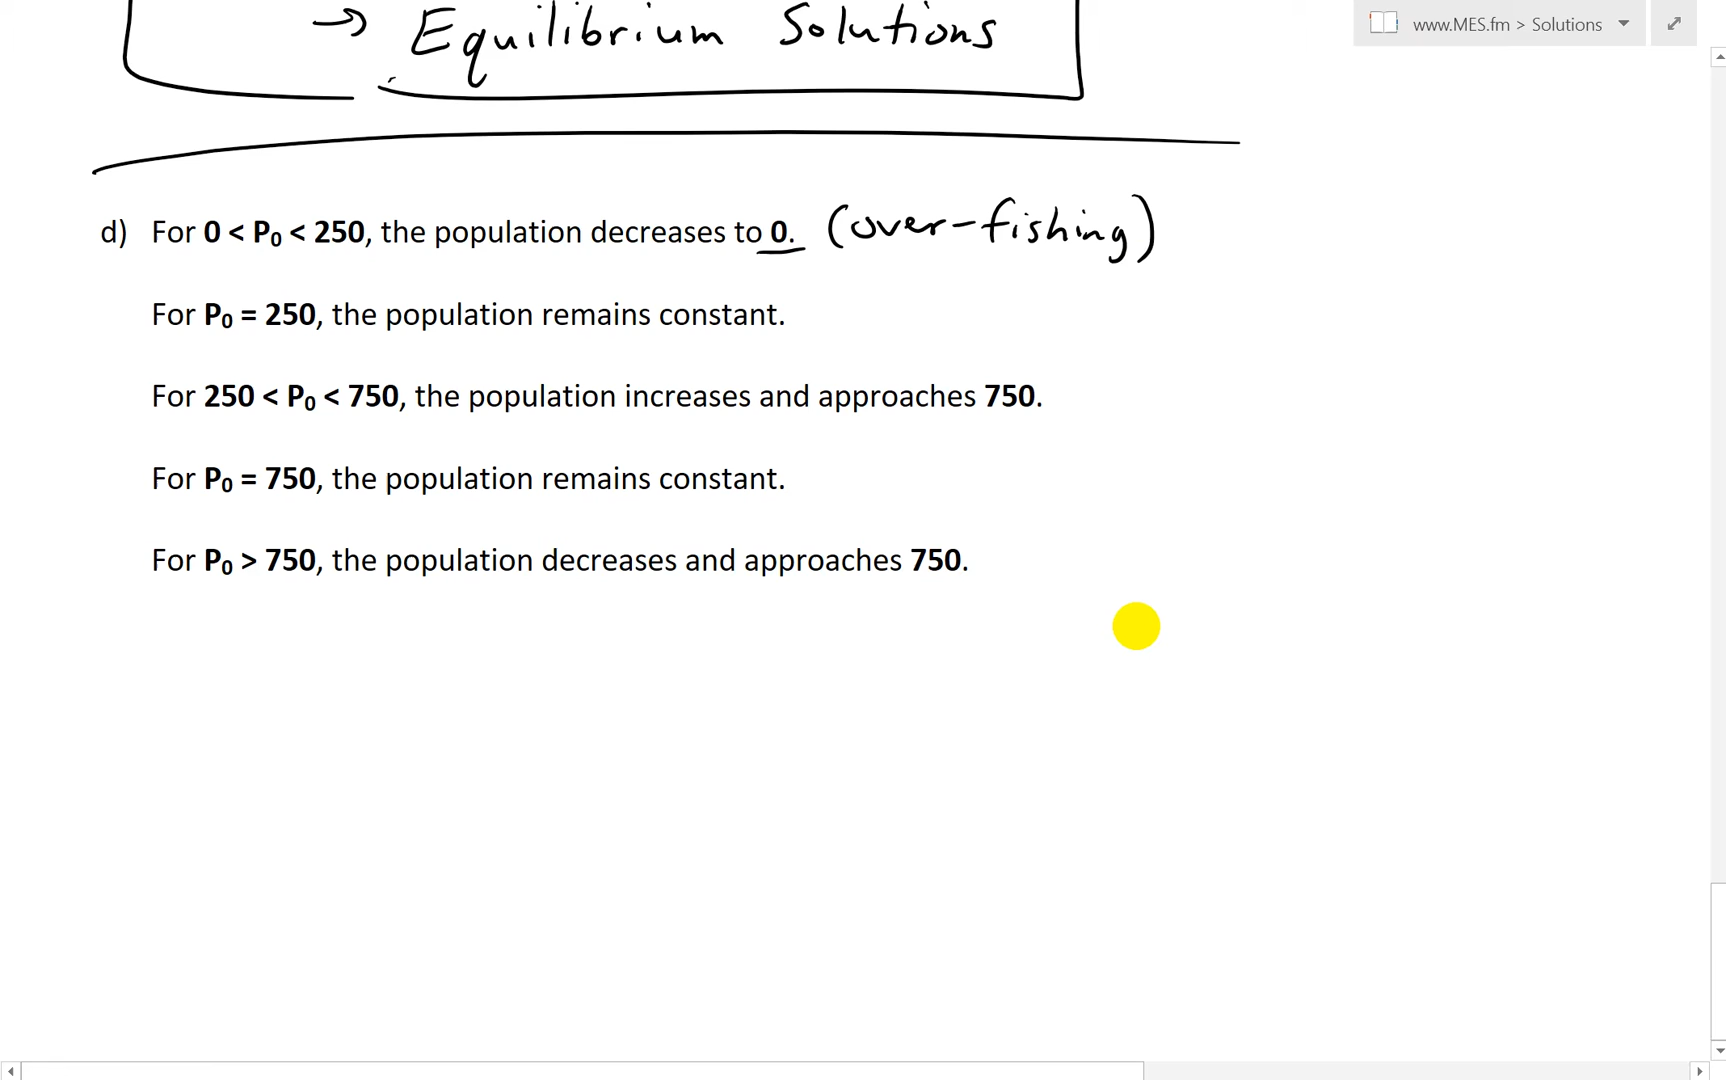 www.MES.fm > Solutions
→ Equilibrium Solutions
d) For 0 < P₀ < 250, the population decreases to 0. (over-fishing)
For P₀ = 250, the population remains constant.
For 250 < P₀ < 750, the population increases and approaches 750.
For P₀ = 750, the population remains constant.
For P₀ > 750, the population decreases and approaches 750.